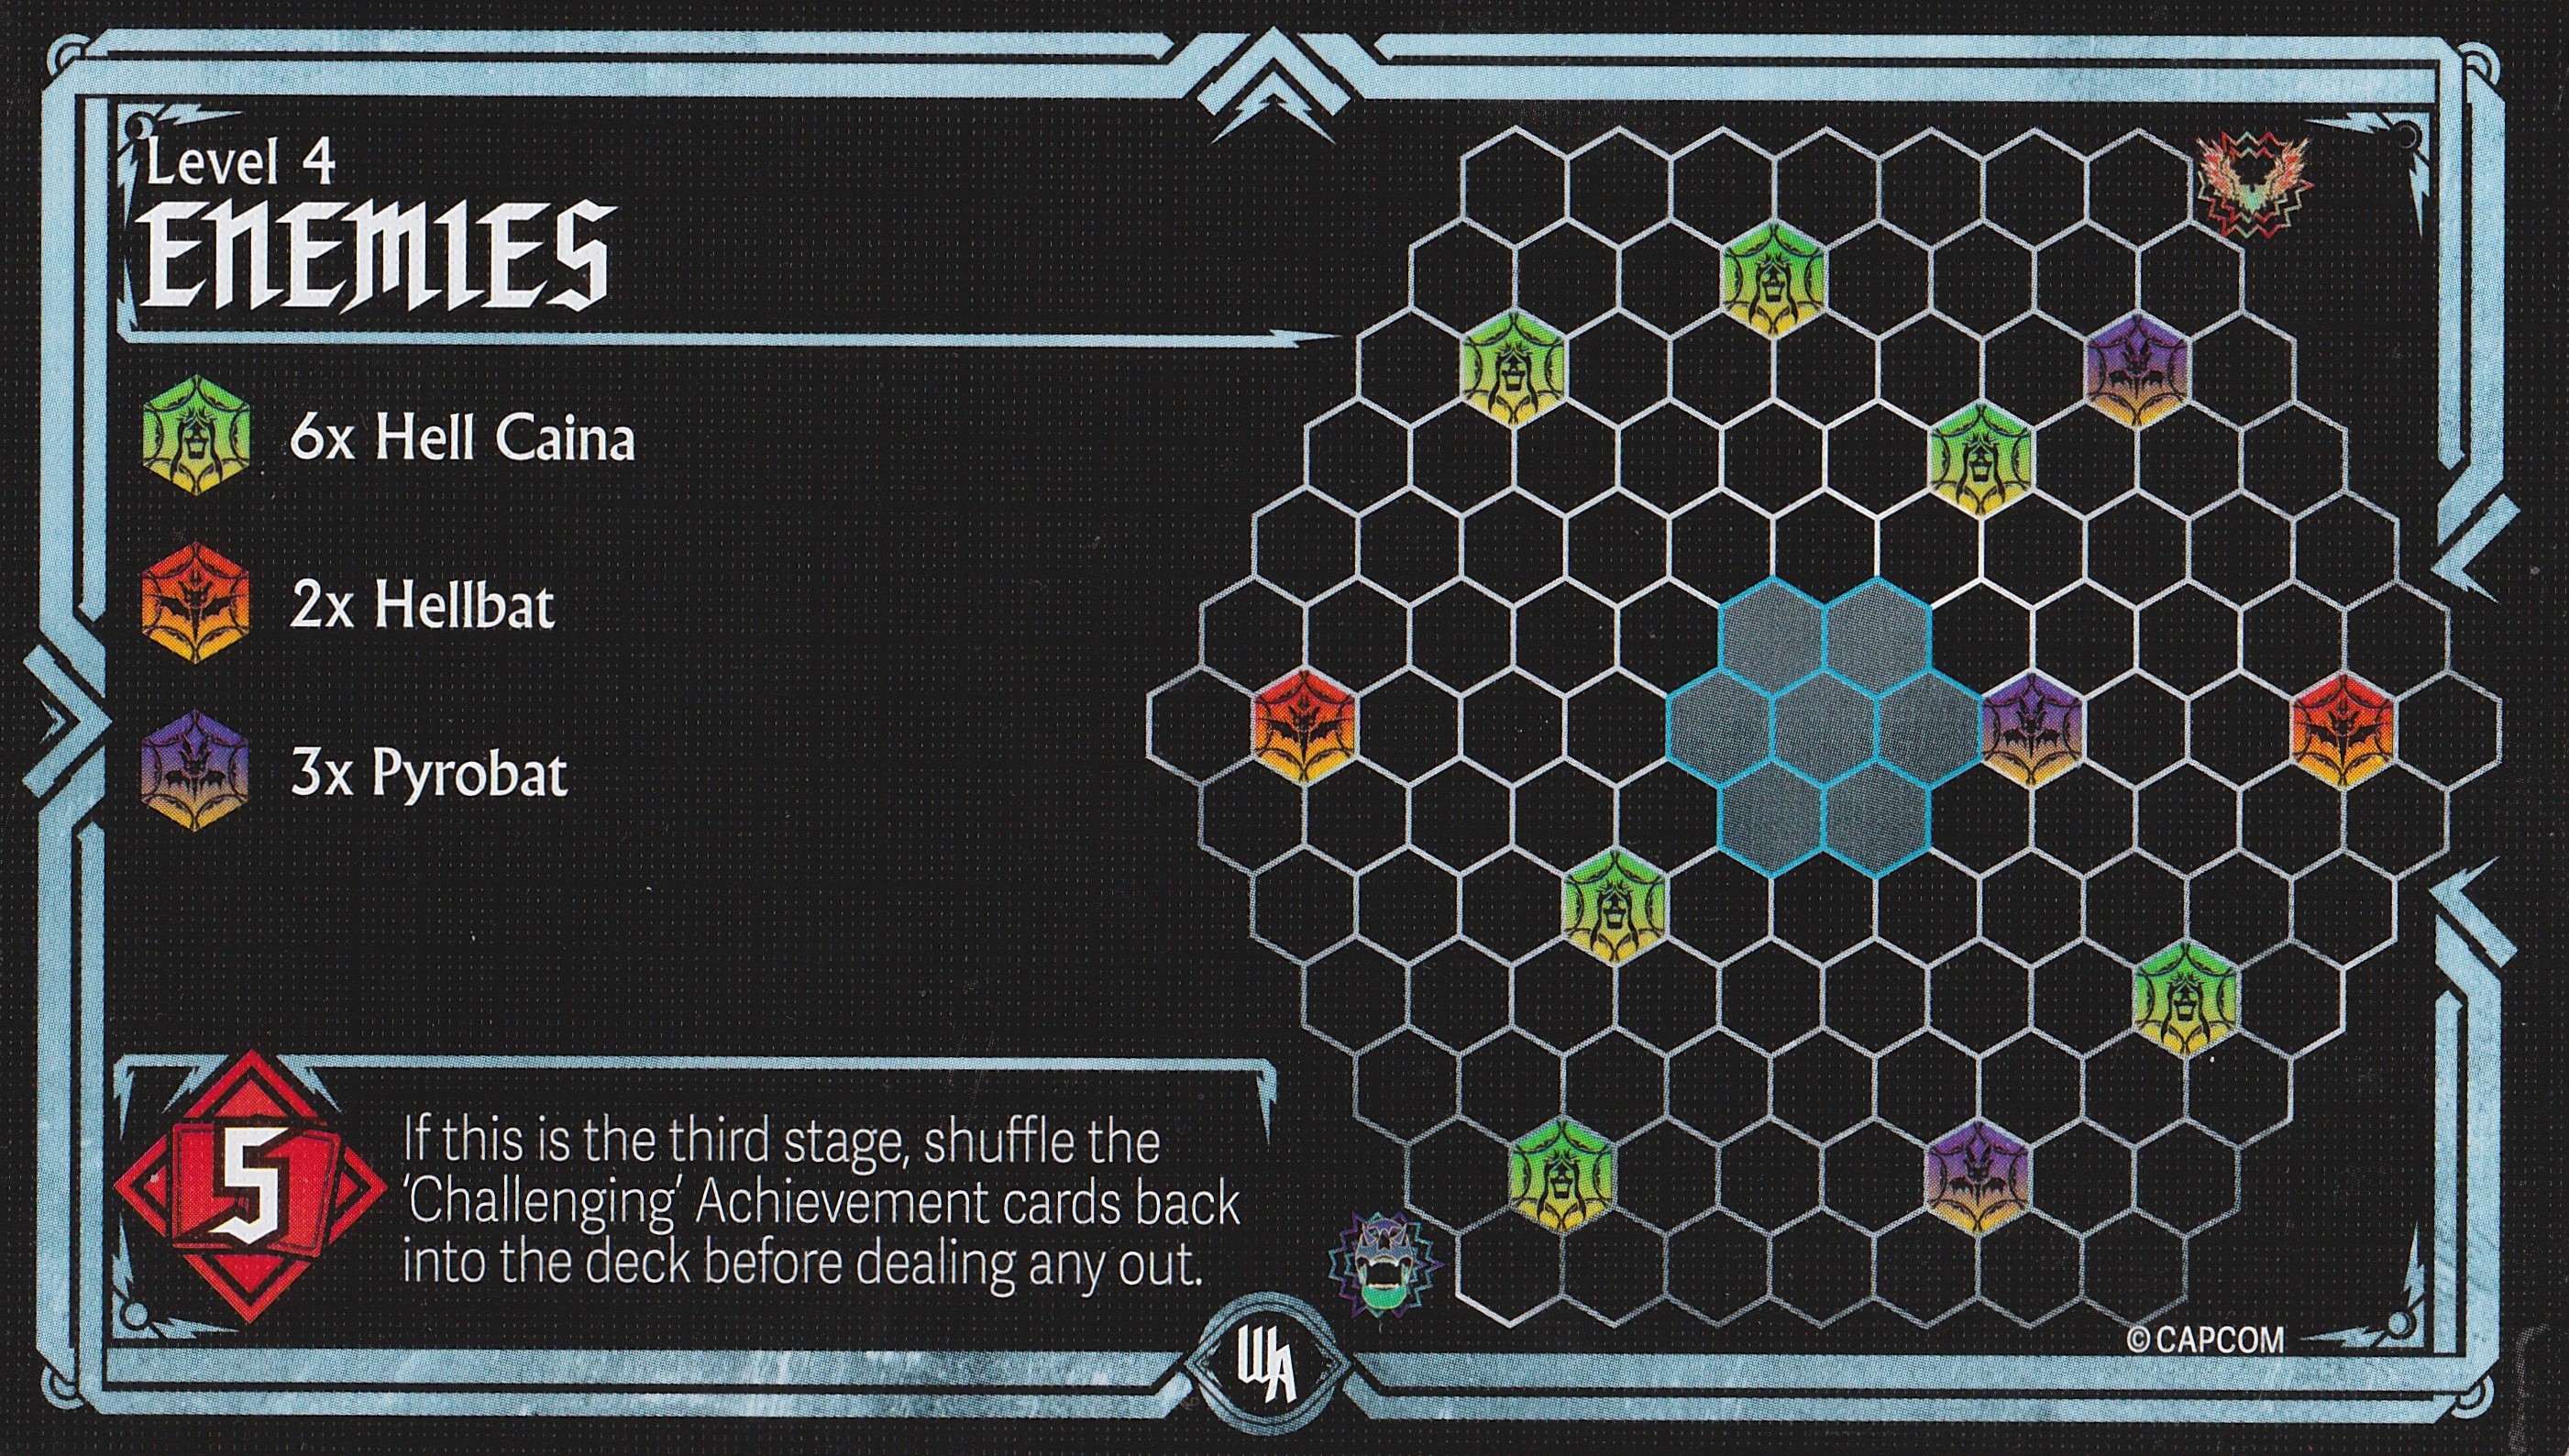 Level 4
ENEMIES
6x Hell Caina
2x Hellbat
3x Pyrobat
5
If this is the third stage, shuffle the
'Challenging' Achievement cards back
into the deck before dealing any out.
WA
© CAPCOM